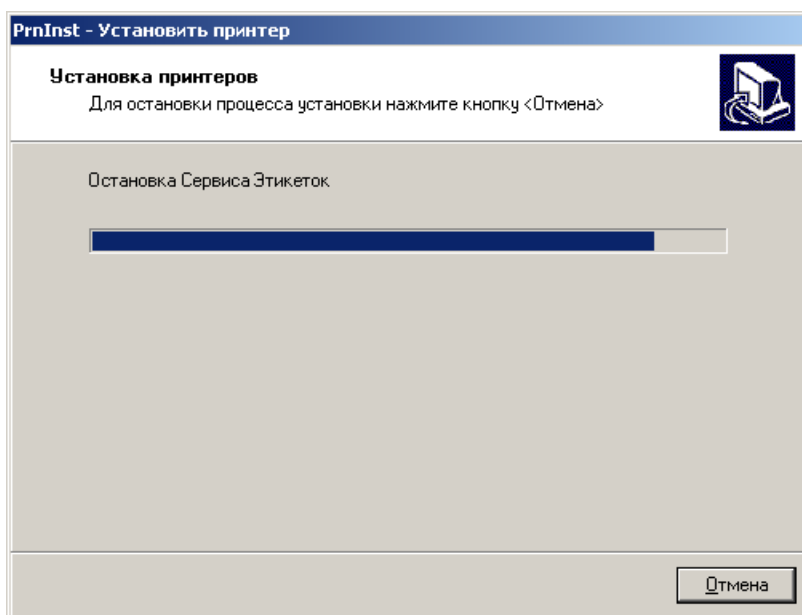 PrnInst - Установить принтер
Установка принтеров
Для остановки процесса установки нажмите кнопку <Отмена>
Остановка Сервиса Этикеток
Отмена